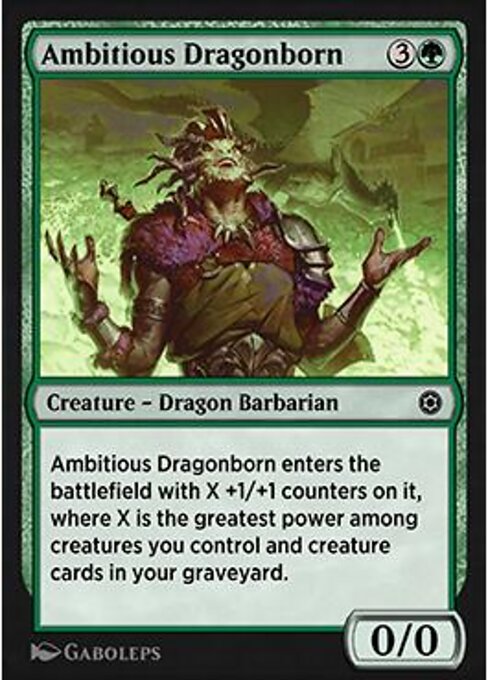 Ambitious Dragonborn 3
Creature – Dragon Barbarian
Ambitious Dragonborn enters the
battlefield with X +1/+1 counters on it,
where X is the greatest power among
creatures you control and creature
cards in your graveyard.
0/0
GABOLEPS